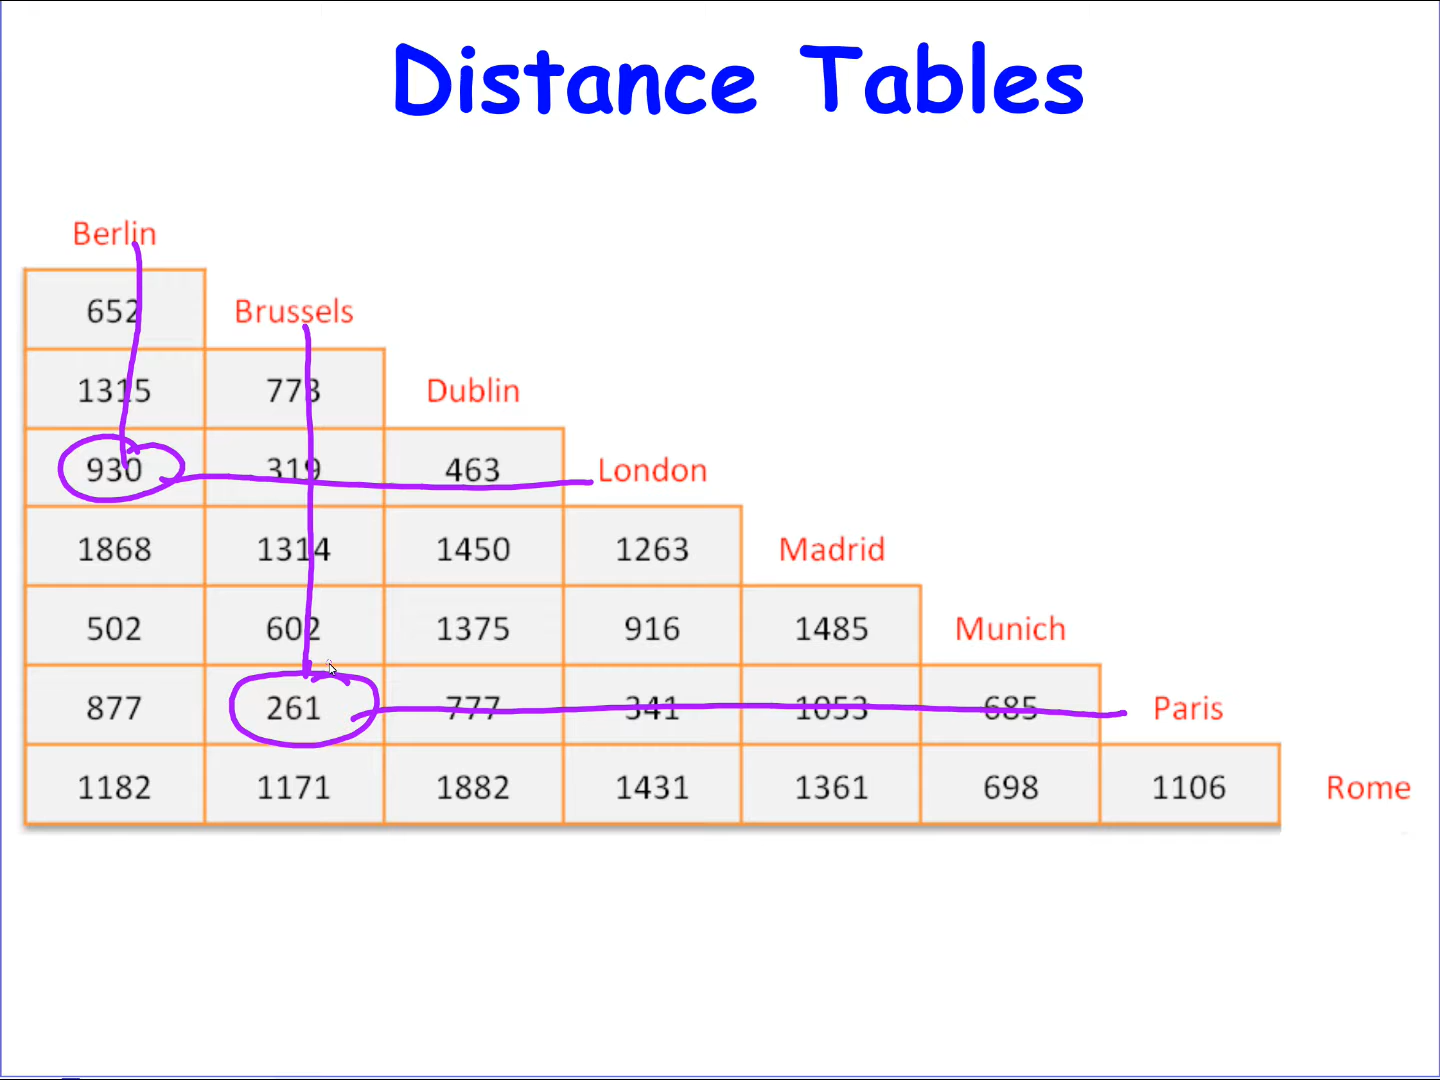 Distance Tables
Berlin
652 Brussels
1315 773 Dublin
930 319 463 London
1868 1314 1450 1263 Madrid
502 602 1375 916 1485 Munich
877 261 777 341 1053 685 Paris
1182 1171 1882 1431 1361 698 1106 Rome